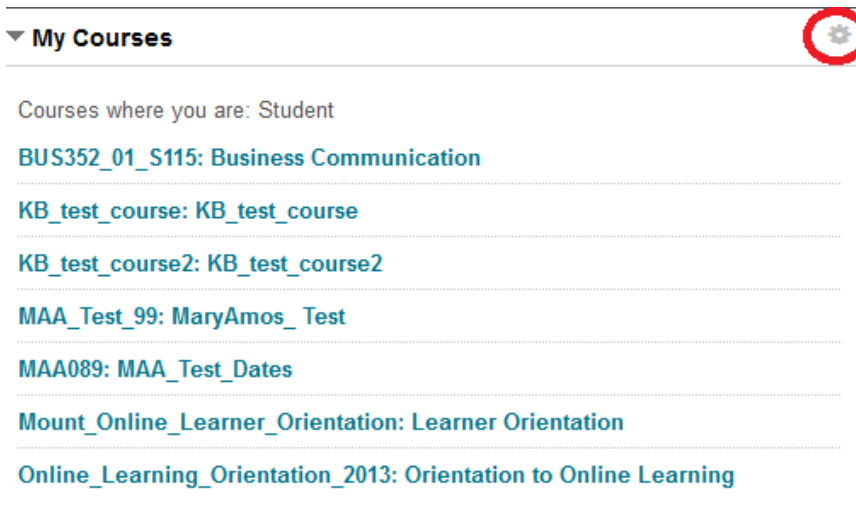 My Courses
Courses where you are: Student
BUS352_01_S115: Business Communication
KB_test_course: KB_test_course
KB_test_course2: KB_test_course2
MAA_Test_99: MaryAmos_ Test
MAA089: MAA_Test_Dates
Mount_Online_Learner_Orientation: Learner Orientation
Online_Learning_Orientation_2013: Orientation to Online Learning